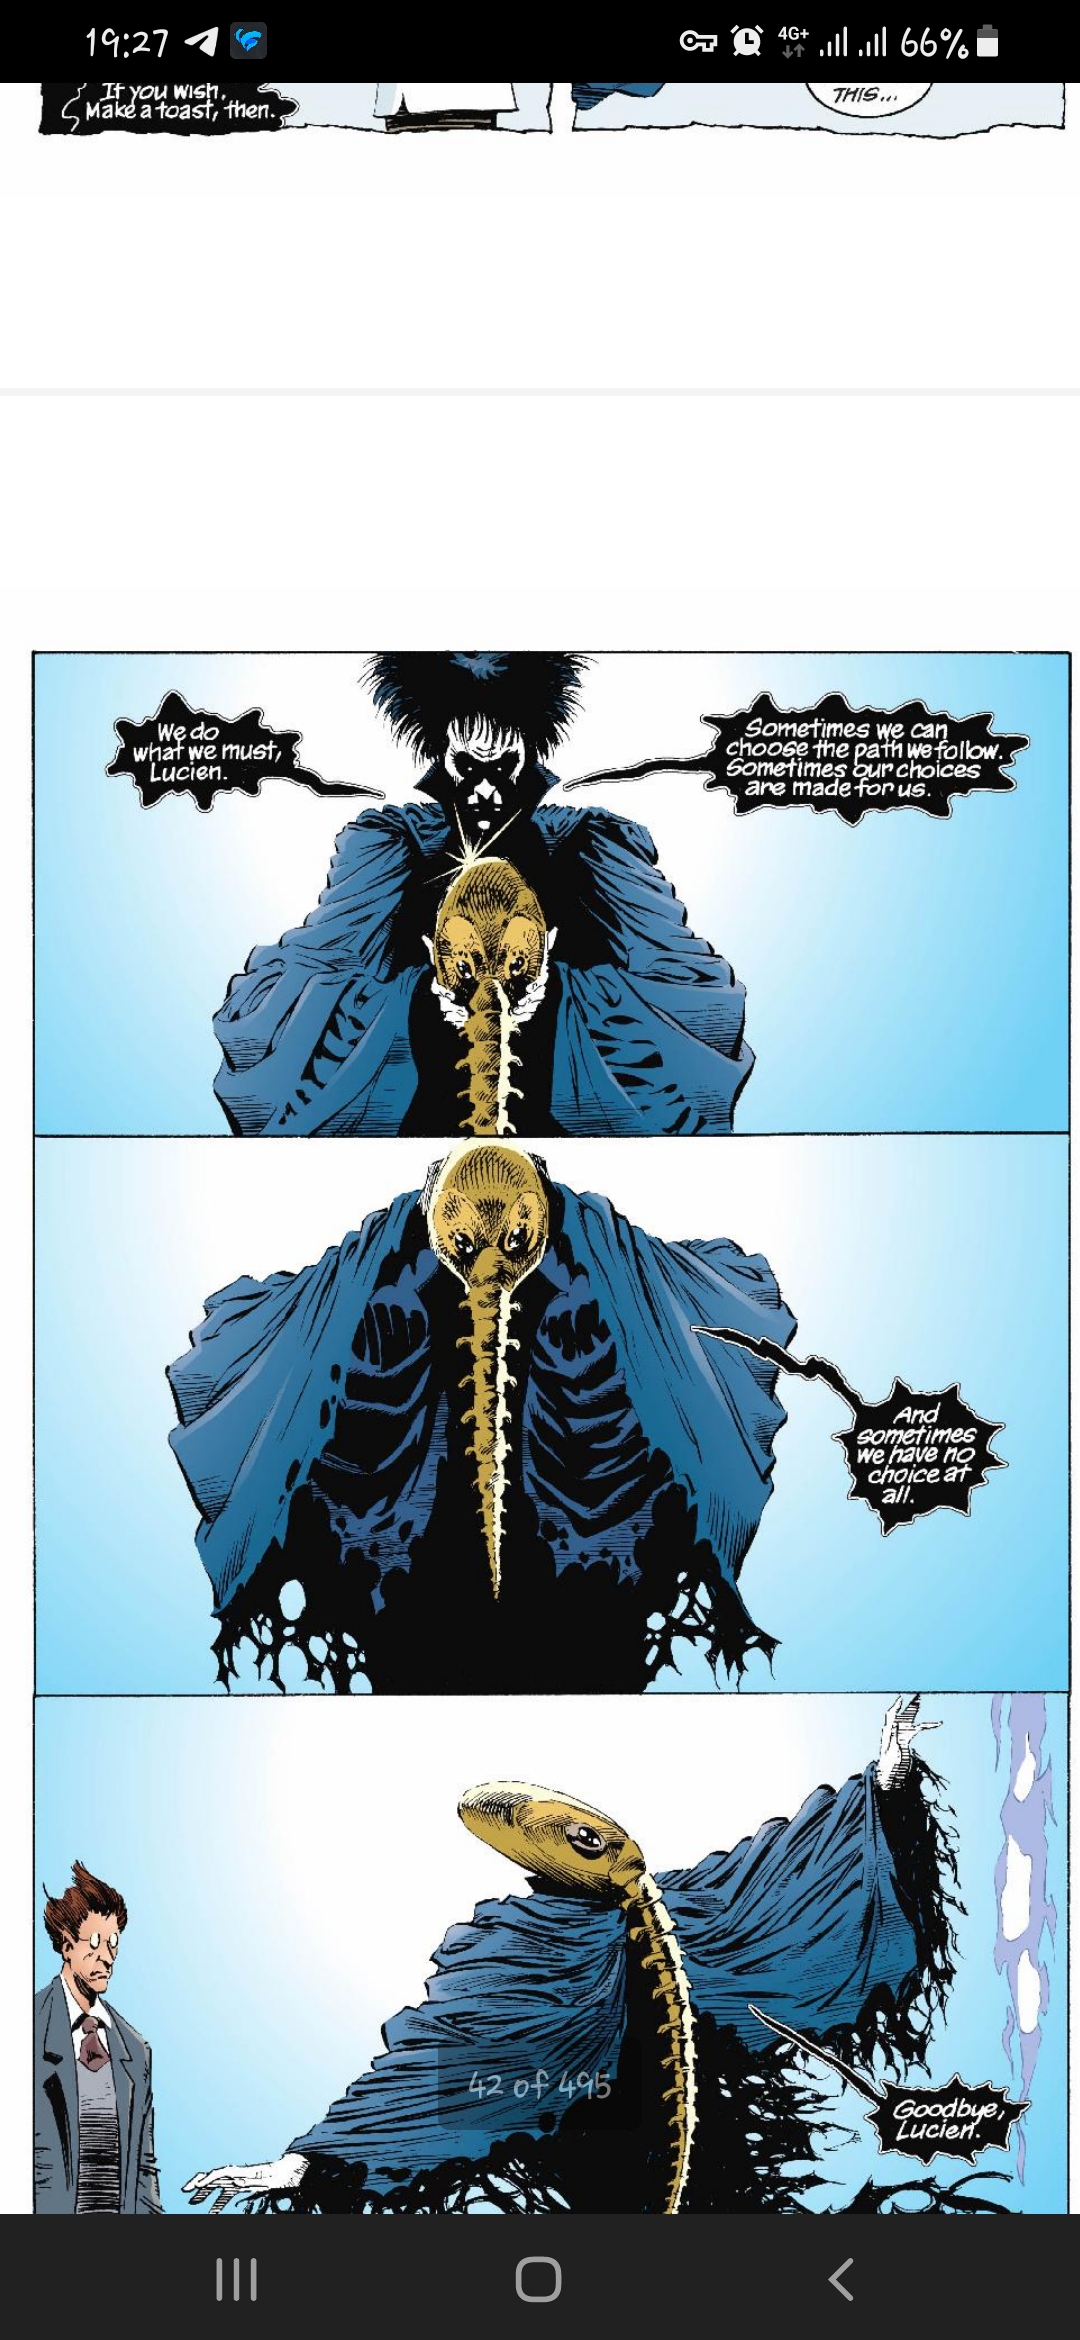 19:27
4G+
66%
If you wish.
Make a toast, then.
THIS...
We do
what we must,
Lucien.
Sometimes we can
choose the path we follow.
Sometimes our choices
are made for us.
And
sometimes
we have no
choice at
all.
42 of 495
Goodbye,
Lucien.